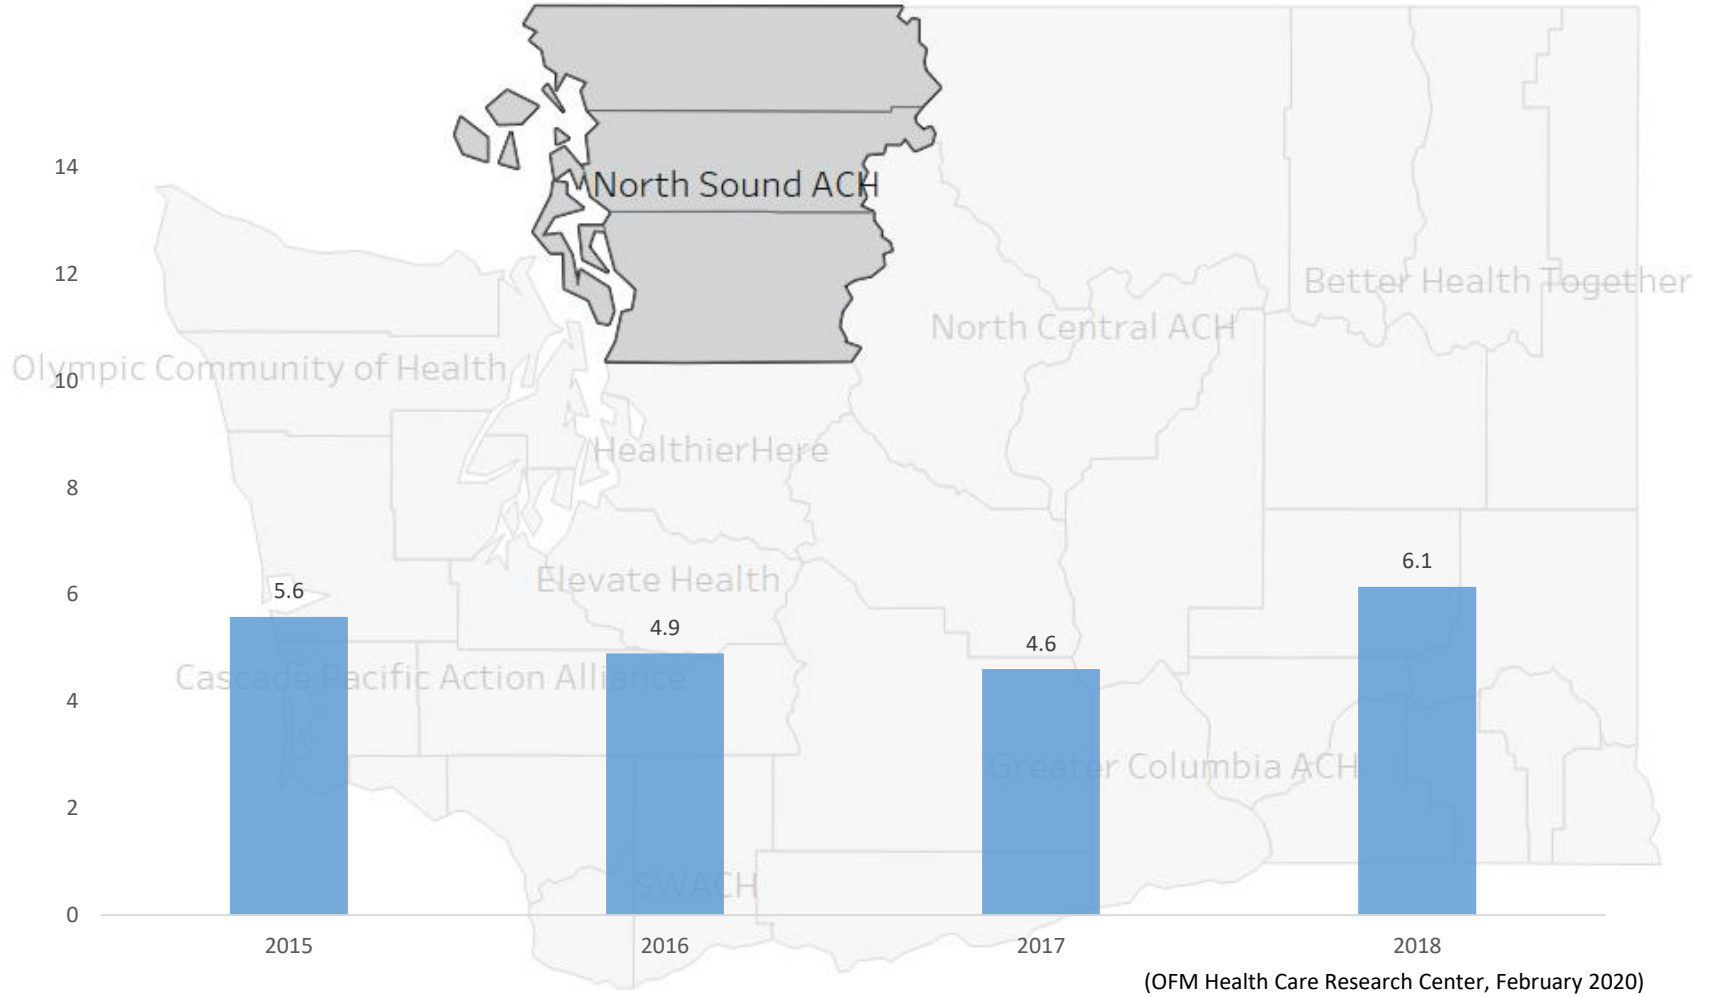 14
North Sound ACH
12
Better Health Together
North Central ACH
Olympic Community of Health
10
HealthierHere
8
Elevate Health
6.1
5.6
6
4.9
4.6
Cascade Pacific Action Alliance
4
Greater Columbia ACH
2
SWACH
0
2015 2016 2017 2018
(OFM Health Care Research Center, February 2020)